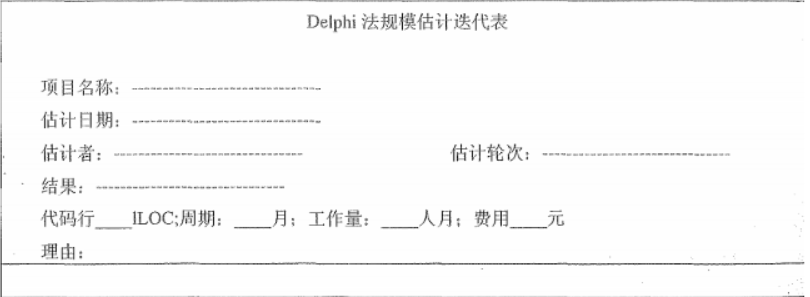 Delphi 法规模估计迭代表
项目名称：-------------------------------
估计日期：-------------------------------
估计者：------------------------------- 估计轮次：-------------------------------
结果：-------------------------------
代码行____lLOC;周期：____月；工作量：____人月；费用____元
理由：